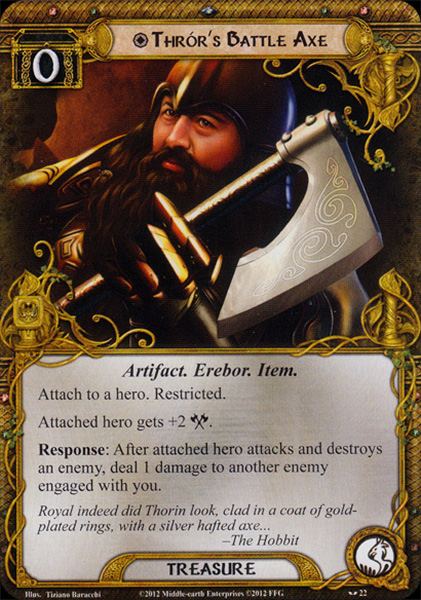 0
Thrór's Battle Axe
Artifact. Erebor. Item.
Attach to a hero. Restricted.
Attached hero gets +2 .
Response: After attached hero attacks and destroys
an enemy, deal 1 damage to another enemy
engaged with you.
Royal indeed did Thorin look, clad in a coat of gold-
plated rings, with a silver hafted axe...
–The Hobbit
Treasure
Illus. Tiziano Baracchi ©2012 Middle-earth Enterprises ©2012 FFG 22